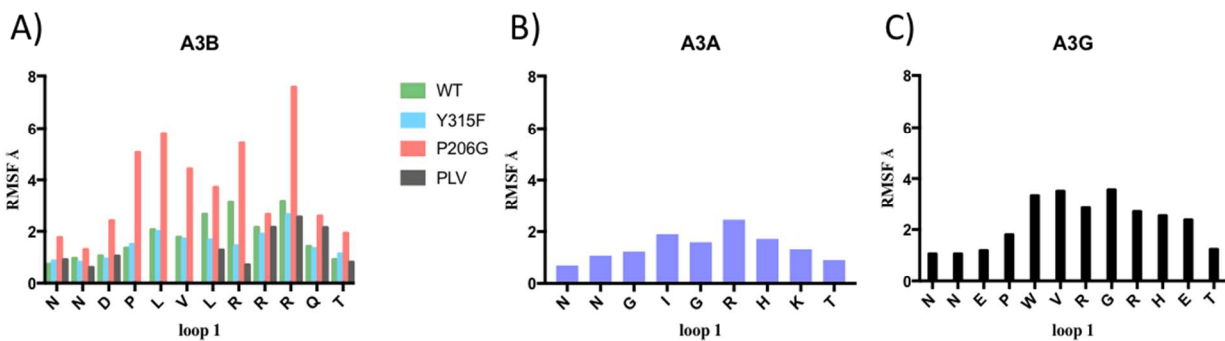 A)
A3B
RMSF Å
8
6
4
2
0
N N D P L V L R R R Q T
loop 1
WT
Y315F
P206G
PLV
B)
A3A
RMSF Å
8
6
4
2
0
N N G I G R H K T
loop 1
C)
A3G
RMSF Å
8
6
4
2
0
N N E P W V R G R H E T
loop 1